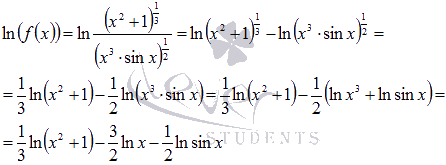 ln(f(x)) = ln (x² + 1)^(1/3) / (x³ · sin x)^(1/2) = ln(x² + 1)^(1/3) − ln(x³ · sin x)^(1/2) =
= 1/3 ln(x² + 1) − 1/2 ln(x³ · sin x) = 1/3 ln(x² + 1) − 1/2 (ln x³ + ln sin x) =
= 1/3 ln(x² + 1) − 3/2 ln x − 1/2 ln sin x
STUDENTS